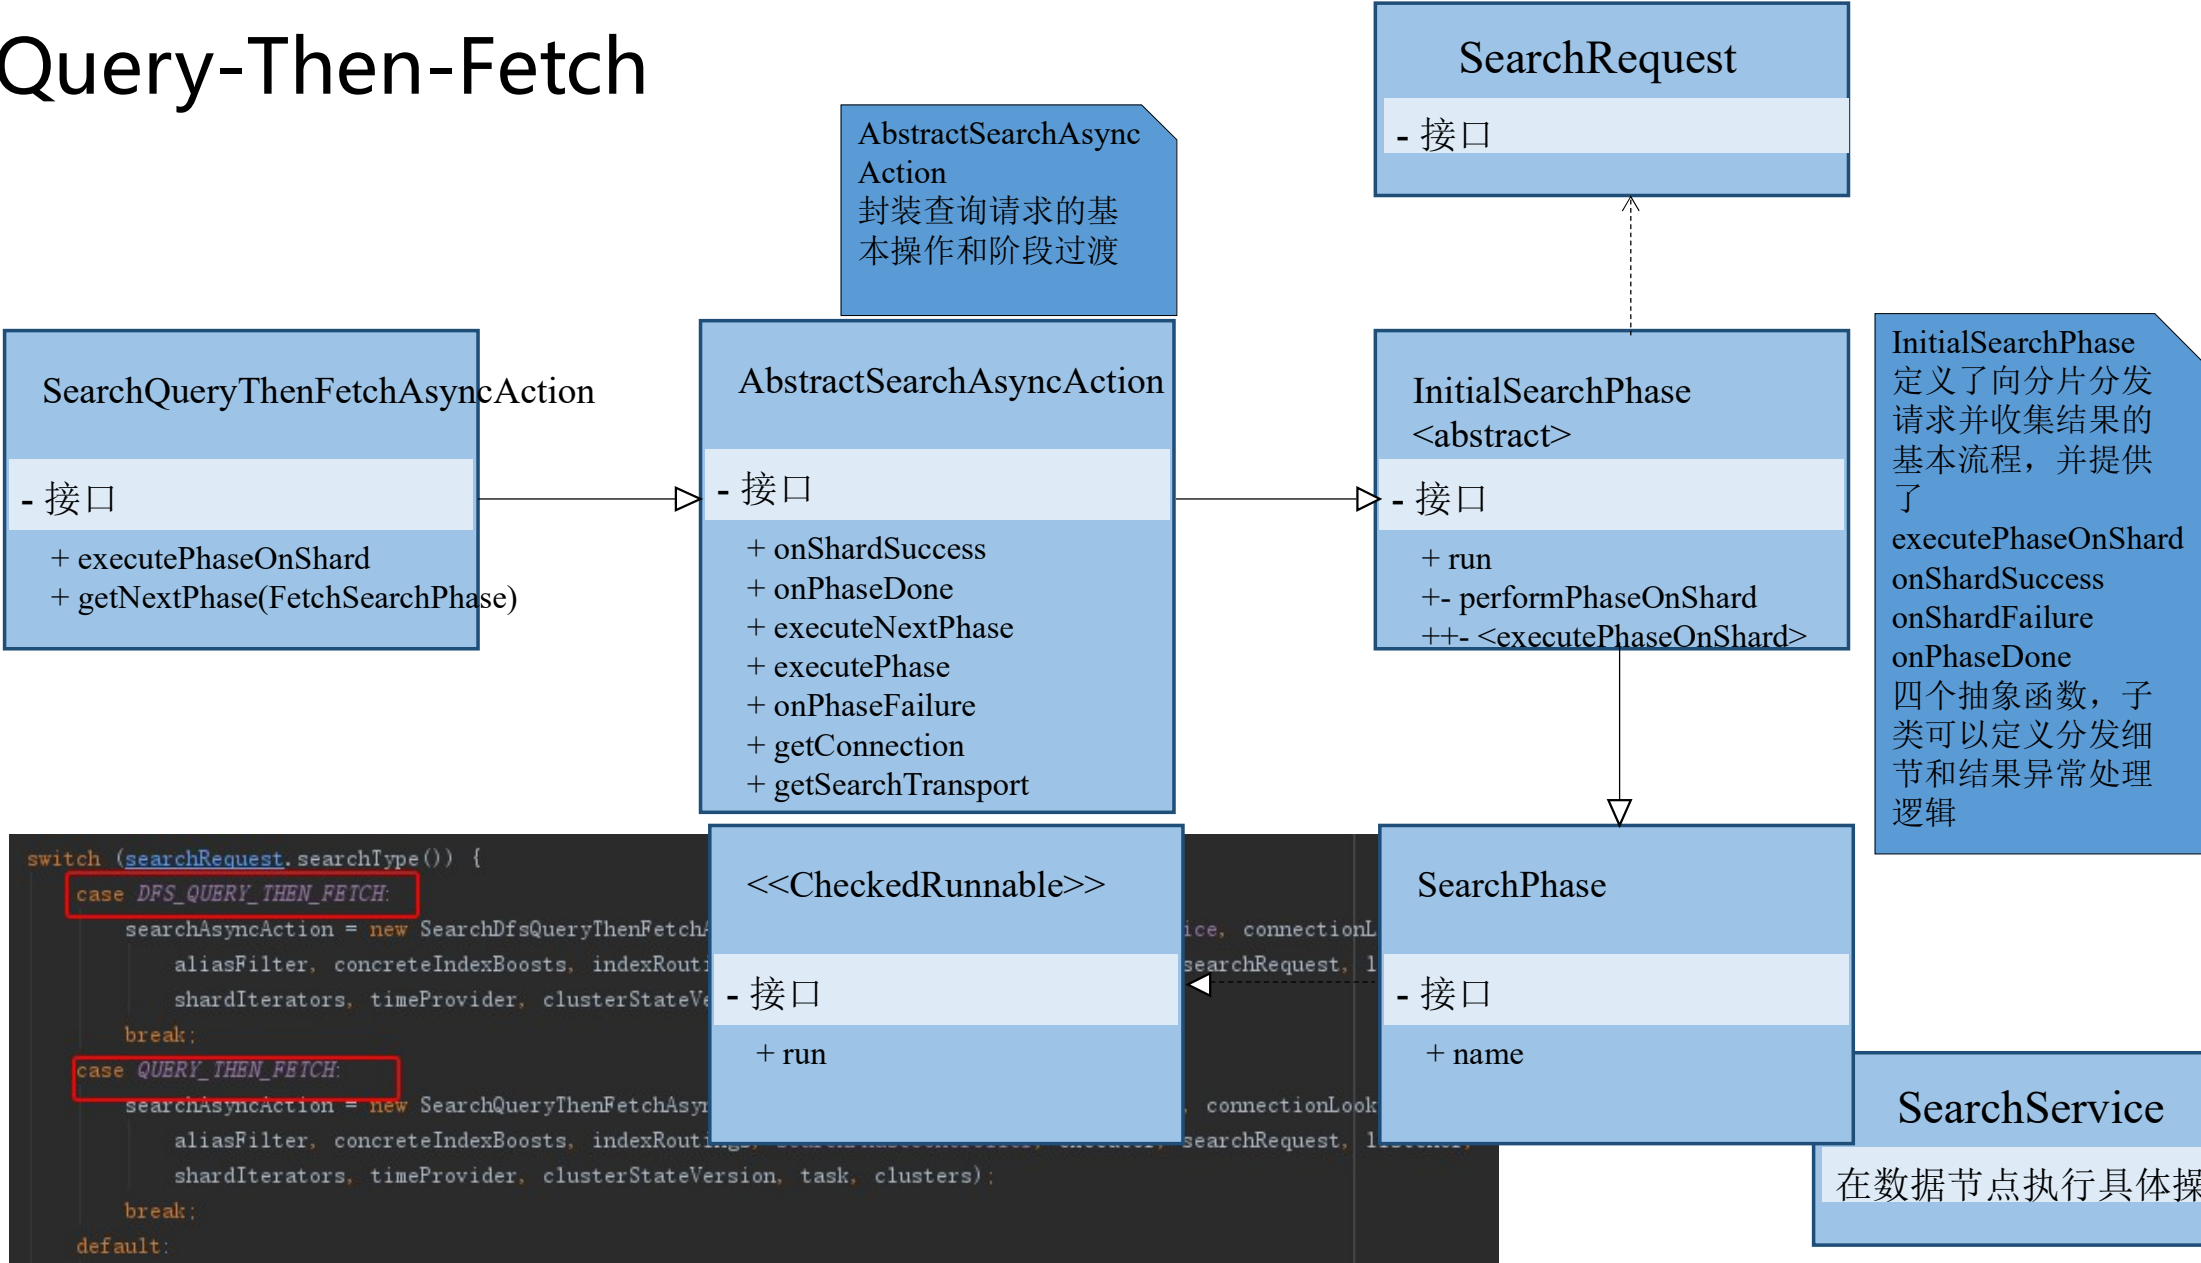 Query-Then-Fetch
SearchRequest
- 接口
AbstractSearchAsync
Action
封装查询请求的基
本操作和阶段过渡
SearchQueryThenFetchAsyncAction
- 接口
+ executePhaseOnShard
+ getNextPhase(FetchSearchPhase)
AbstractSearchAsyncAction
- 接口
+ onShardSuccess
+ onPhaseDone
+ executeNextPhase
+ executePhase
+ onPhaseFailure
+ getConnection
+ getSearchTransport
InitialSearchPhase
<abstract>
- 接口
+ run
+- performPhaseOnShard
++- <executePhaseOnShard>
InitialSearchPhase
定义了向分片分发
请求并收集结果的
基本流程，并提供
了
executePhaseOnShard
onShardSuccess
onShardFailure
onPhaseDone
四个抽象函数，子
类可以定义分发细
节和结果异常处理
逻辑
switch (searchRequest.searchType()) {
case DFS_QUERY_THEN_FETCH:
searchAsyncAction = new SearchDfsQueryThenFetch connectionL
aliasFilter, concreteIndexBoosts, searchRequest,
shardIterators, timeProvider,
break;
case QUERY_THEN_FETCH:
searchAsyncAction = new SearchQueryThenFetchAsy connectionLook
aliasFilter, concreteIndexBoosts, searchRequest,
shardIterators, timeProvider, clusterStateVersion, task, clusters);
break;
default:
<<CheckedRunnable>>
- 接口
+ run
SearchPhase
- 接口
+ name
SearchService
在数据节点执行具体操